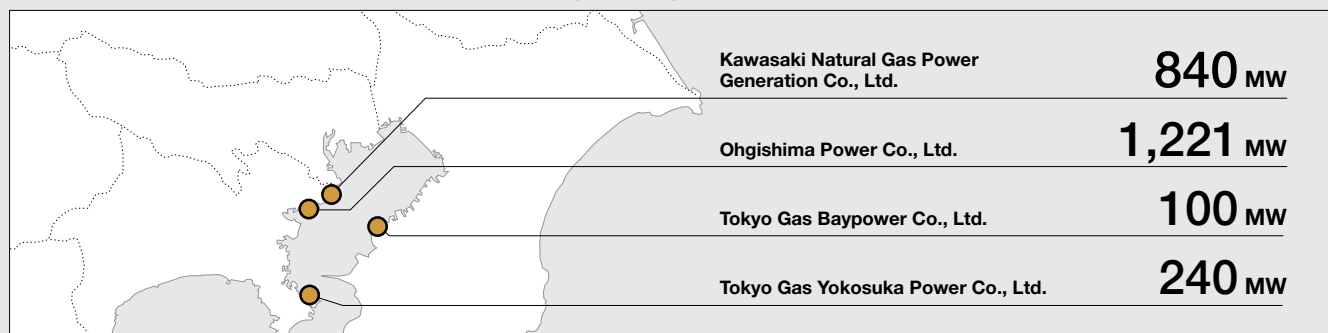 Kawasaki Natural Gas Power
Generation Co., Ltd.
840 MW
Ohgishima Power Co., Ltd.
1,221 MW
Tokyo Gas Baypower Co., Ltd.
100 MW
Tokyo Gas Yokosuka Power Co., Ltd.
240 MW